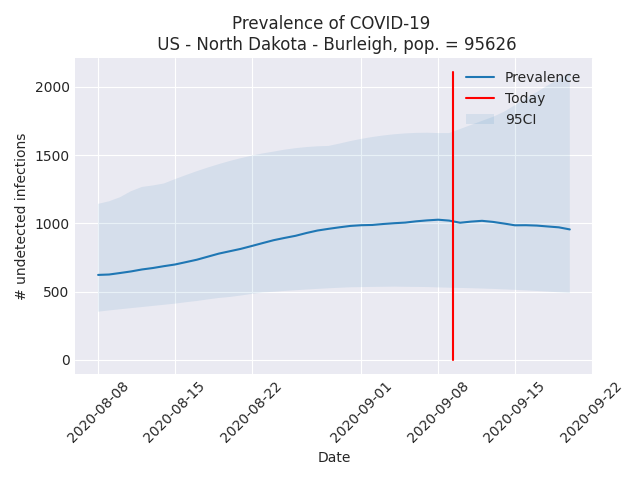 Prevalence of COVID-19
US - North Dakota - Burleigh, pop. = 95626
Prevalence
Today
95CI
# undetected infections
2000
1500
1000
500
0
2020-08-08
2020-08-15
2020-08-22
2020-09-01
2020-09-08
2020-09-15
2020-09-22
Date